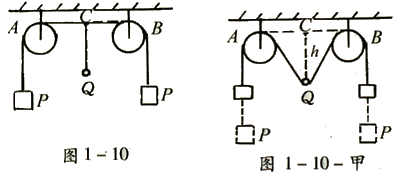 A C B
P Q P
图 1-10
A C B
h
Q
P P
图 1-10-甲